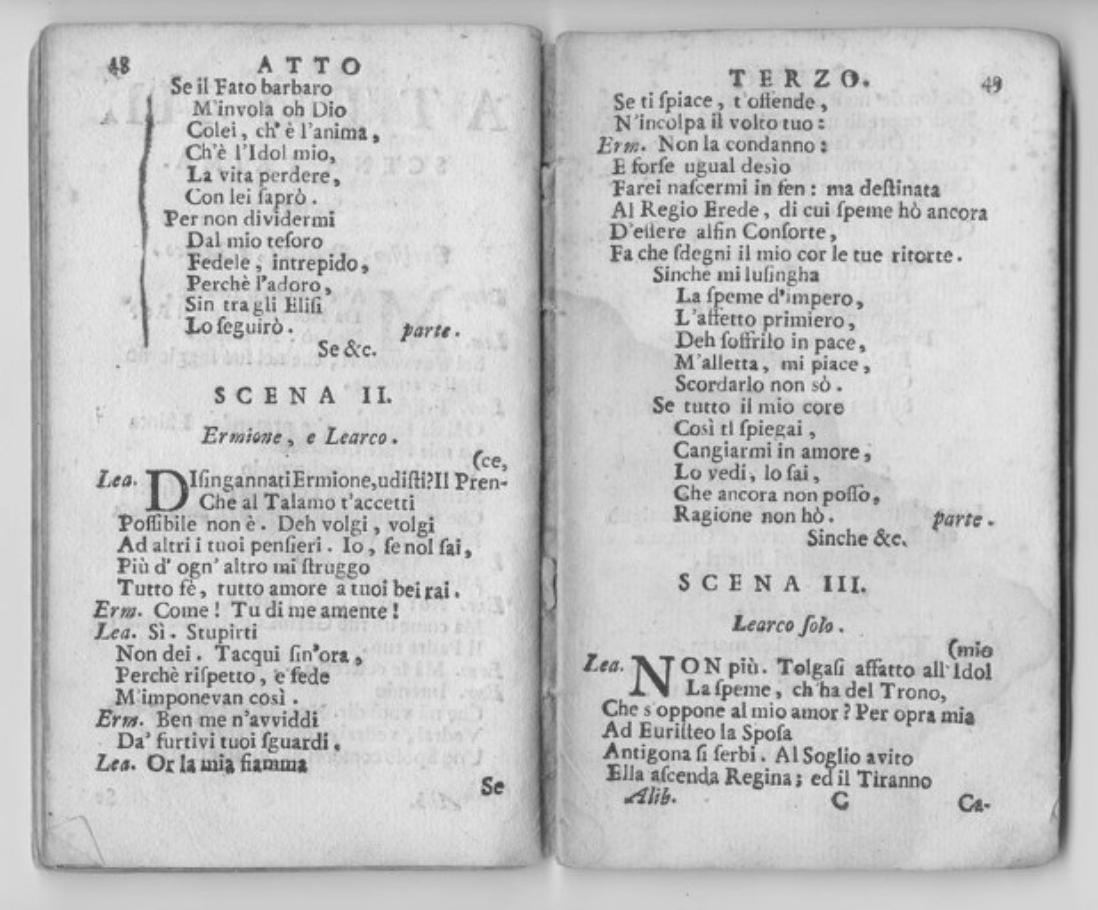 48
ATTO
Se il Fato barbaro
M'invola oh Dio
Colei, ch' è l'anima,
Ch'è l'Idol mio,
La vita perdere,
Con lei ſaprò.
Per non dividermi
Dal mio teſoro
Fedele, intrepido,
Perchè l'adoro,
Sin tra gli Eliſi
Lo ſeguirò. parte.
Se &c.
SCENA II.
Ermione, e Learco.
(ce,
Lea. DIſingannati Ermione, udiſti? Il Pren-
Che al Talamo t'accetti
Poſſibile non è. Deh volgi, volgi
Ad altri i tuoi penſieri. Io, ſe nol ſai,
Più d' ogn' altro mi ſtruggo
Tutto fè, tutto amore a tuoi bei rai.
Erm. Come! Tu di me amente!
Lea. Sì. Stupirti
Non dei. Tacqui ſin'ora,
Perchè riſpetto, e fede
M'imponevan così.
Erm. Ben me n'avviddi
Da' furtivi tuoi ſguardi.
Lea. Or la mia fiamma
Se
TERZO.
49
Se ti ſpiace, t'offende,
N'incolpa il volto tuo:
Erm. Non la condanno:
E forſe ugual desìo
Farei naſcermi in ſen: ma deſtinata
Al Regio Erede, di cui ſpeme hò ancora
D'eſſere alfin Conſorte,
Fa che ſdegni il mio cor le tue ritorte.
Sinche mi luſingha
La ſpeme d'impero,
L'affetto primiero,
Deh ſoffrilo in pace,
M'alletta, mi piace,
Scordarlo non sò.
Se tutto il mio core
Così ti ſpiegai,
Cangiarmi in amore;
Lo vedi, lo ſai,
Che ancora non poſſo,
Ragione non hò. parte.
Sinche &c.
SCENA III.
Learco ſolo.
(mio
Lea. NON più. Tolgaſi affatto all' Idol
La ſpeme, ch'ha del Trono,
Che s'oppone al mio amor? Per opra mia
Ad Euriſteo la Spoſa
Antigona ſi ſerbi. Al Soglio avito
Ella aſcenda Regina; ed il Tiranno
Alib. C Ca-